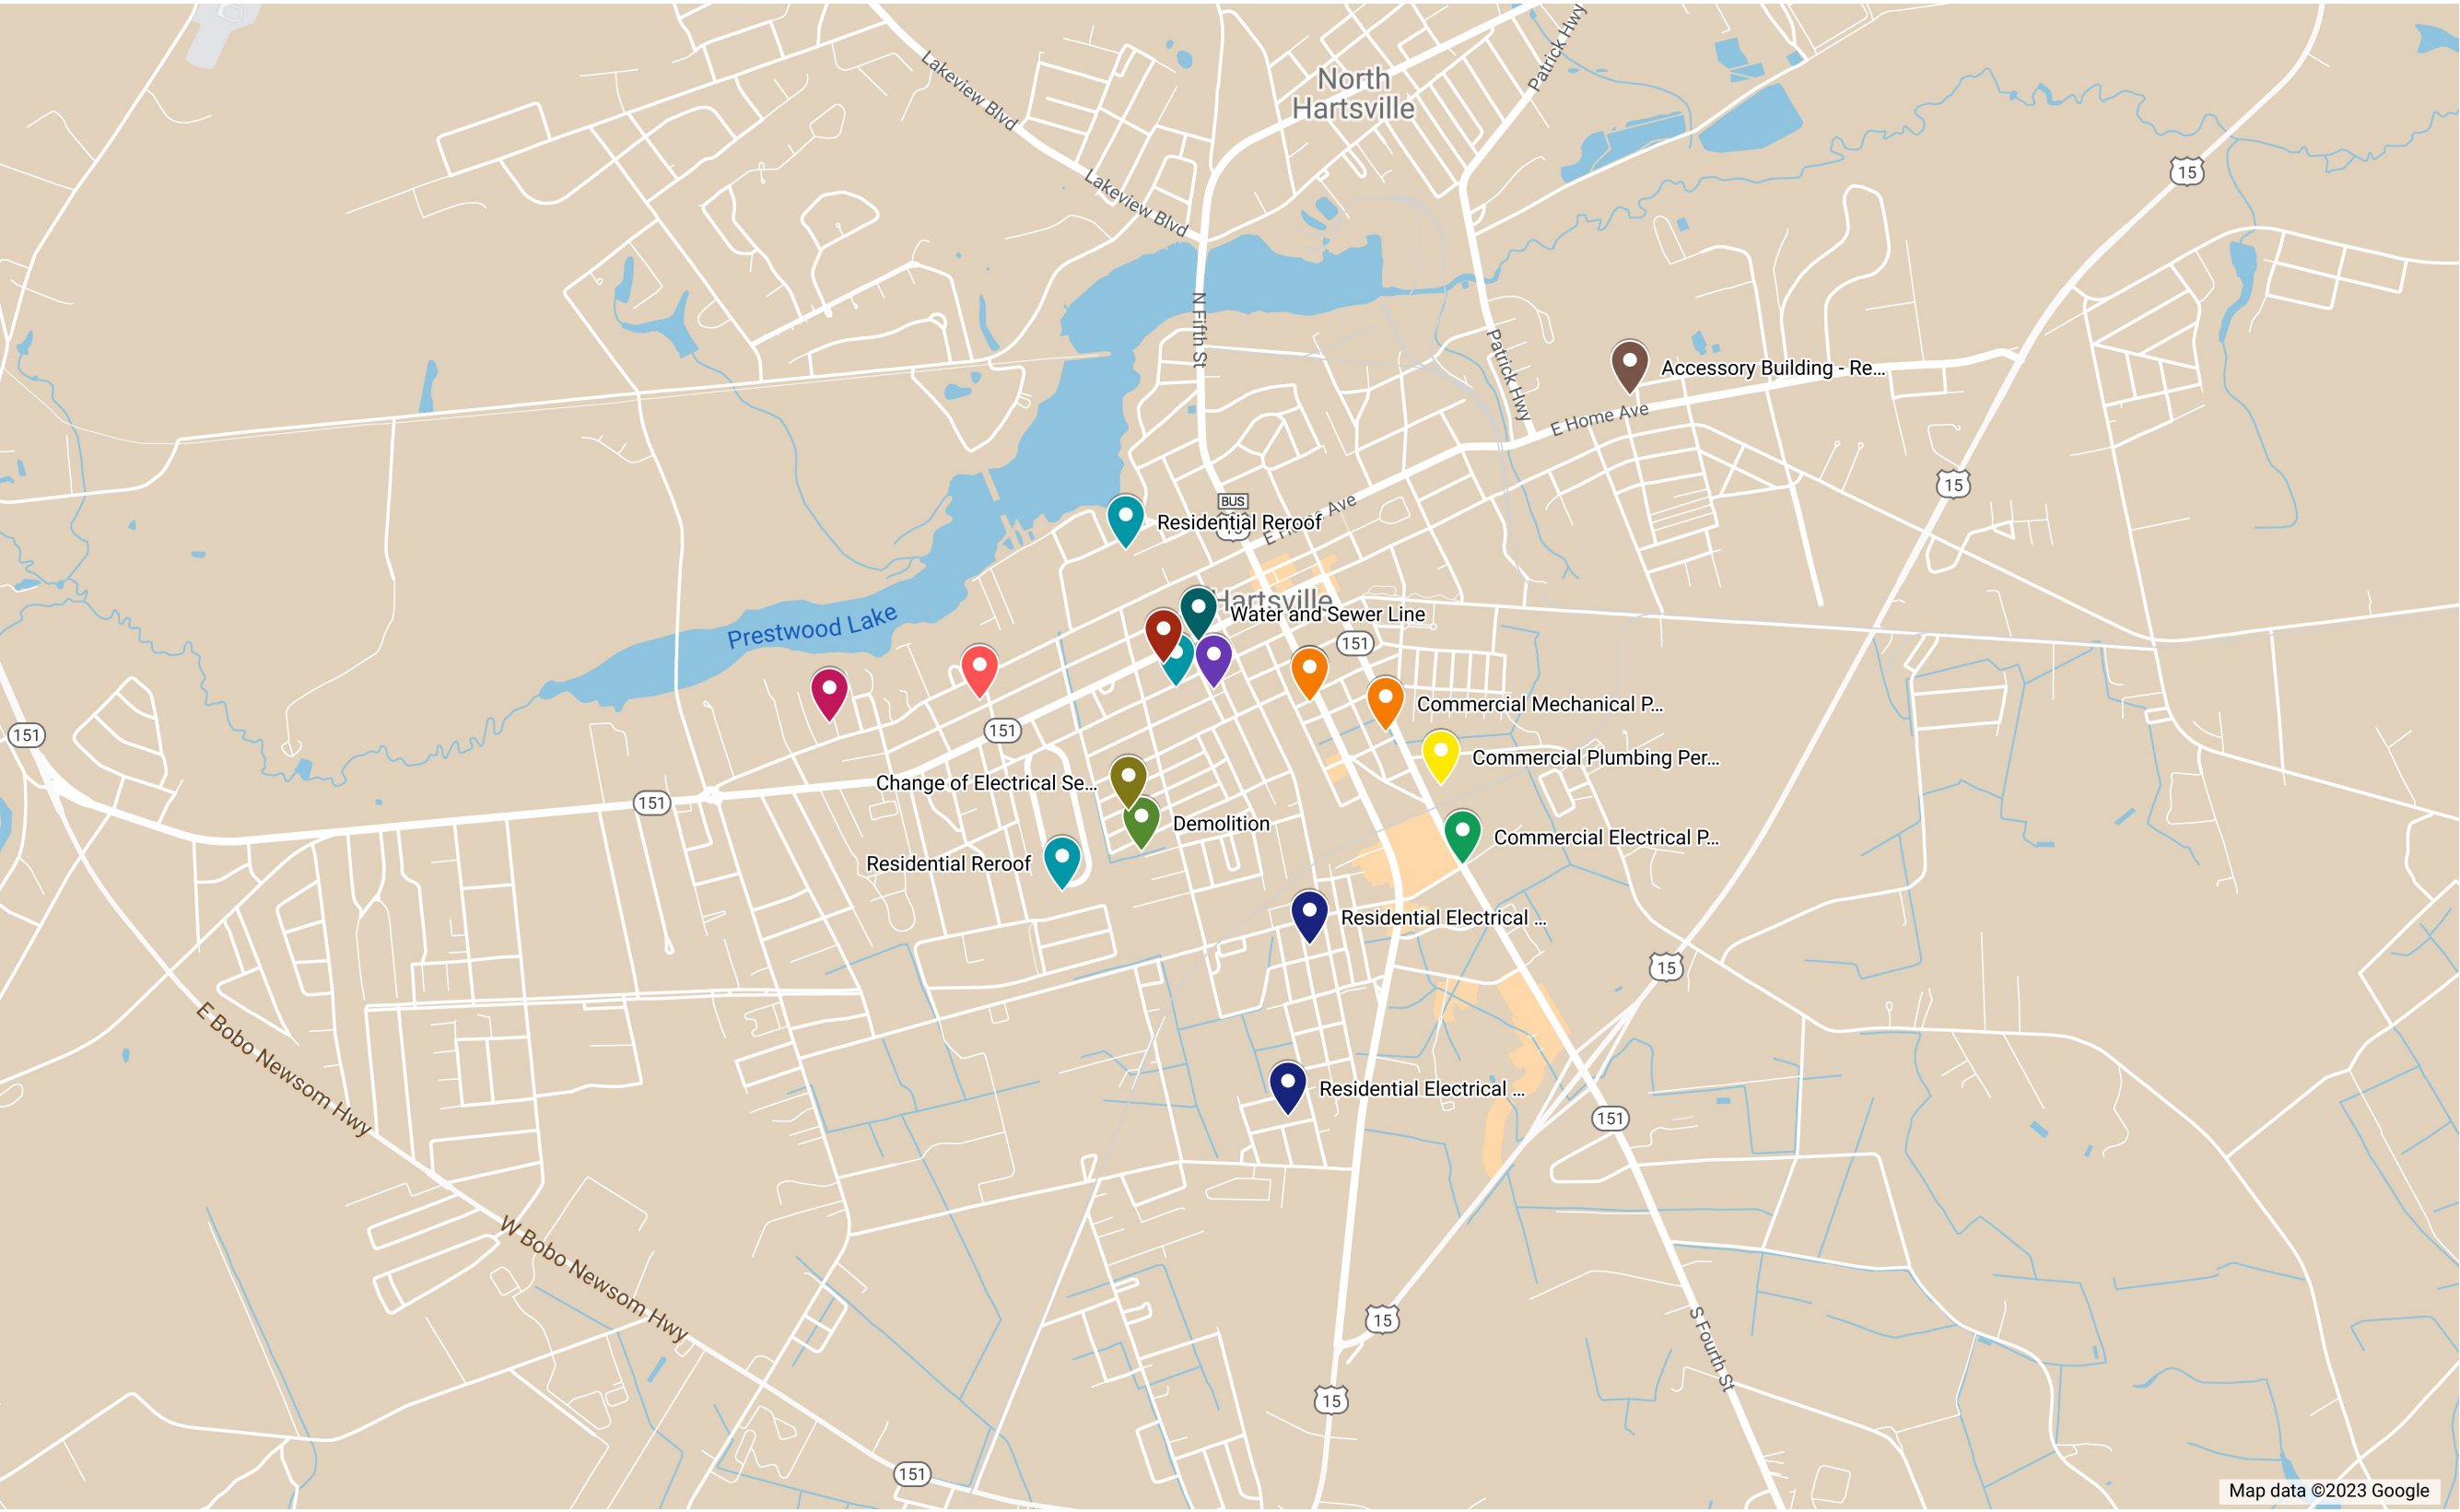 Lakeview Blvd
North
Hartsville
Patrick Hwy
Lakeview Blvd
15
N Fifth St
Patrick Hwy
Accessory Building - Re...
E Home Ave
15
BUS
Residential Reroof
Ave
Hartsville
Water and Sewer Line
Prestwood Lake
151
Commercial Mechanical P...
151
151
Commercial Plumbing Per...
Change of Electrical Se...
151
Demolition
Commercial Electrical P...
Residential Reroof
Residential Electrical ...
15
E Bobo Newsom Hwy
Residential Electrical ...
151
W Bobo Newsom Hwy
15
S Fourth St
15
151
Map data ©2023 Google